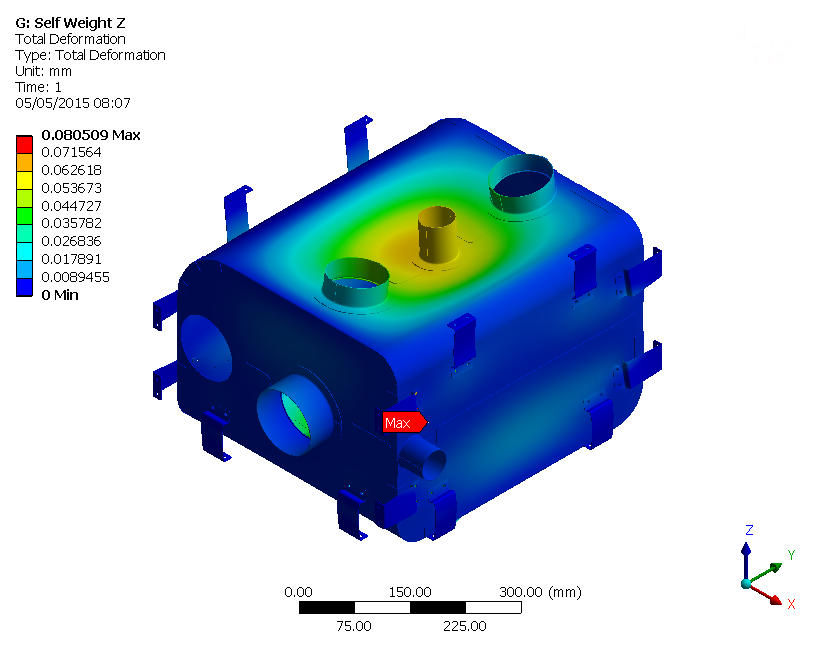 G: Self Weight Z
Total Deformation
Type: Total Deformation
Unit: mm
Time: 1
05/05/2015 08:07
0.080509 Max
0.071564
0.062618
0.053673
0.044727
0.035782
0.026836
0.017891
0.0089455
0 Min
Max
Z
Y
X
0.00 150.00 300.00 (mm)
75.00 225.00